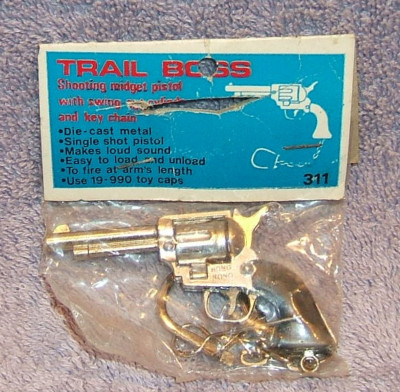 TRAIL BOSS
Shooting midget pistol
with swing
and key chain
•Die-cast metal
•Single shot pistol
•Makes loud sound
•Easy to load and unload
•To fire at arm's length
•Use 19-990 toy caps
311